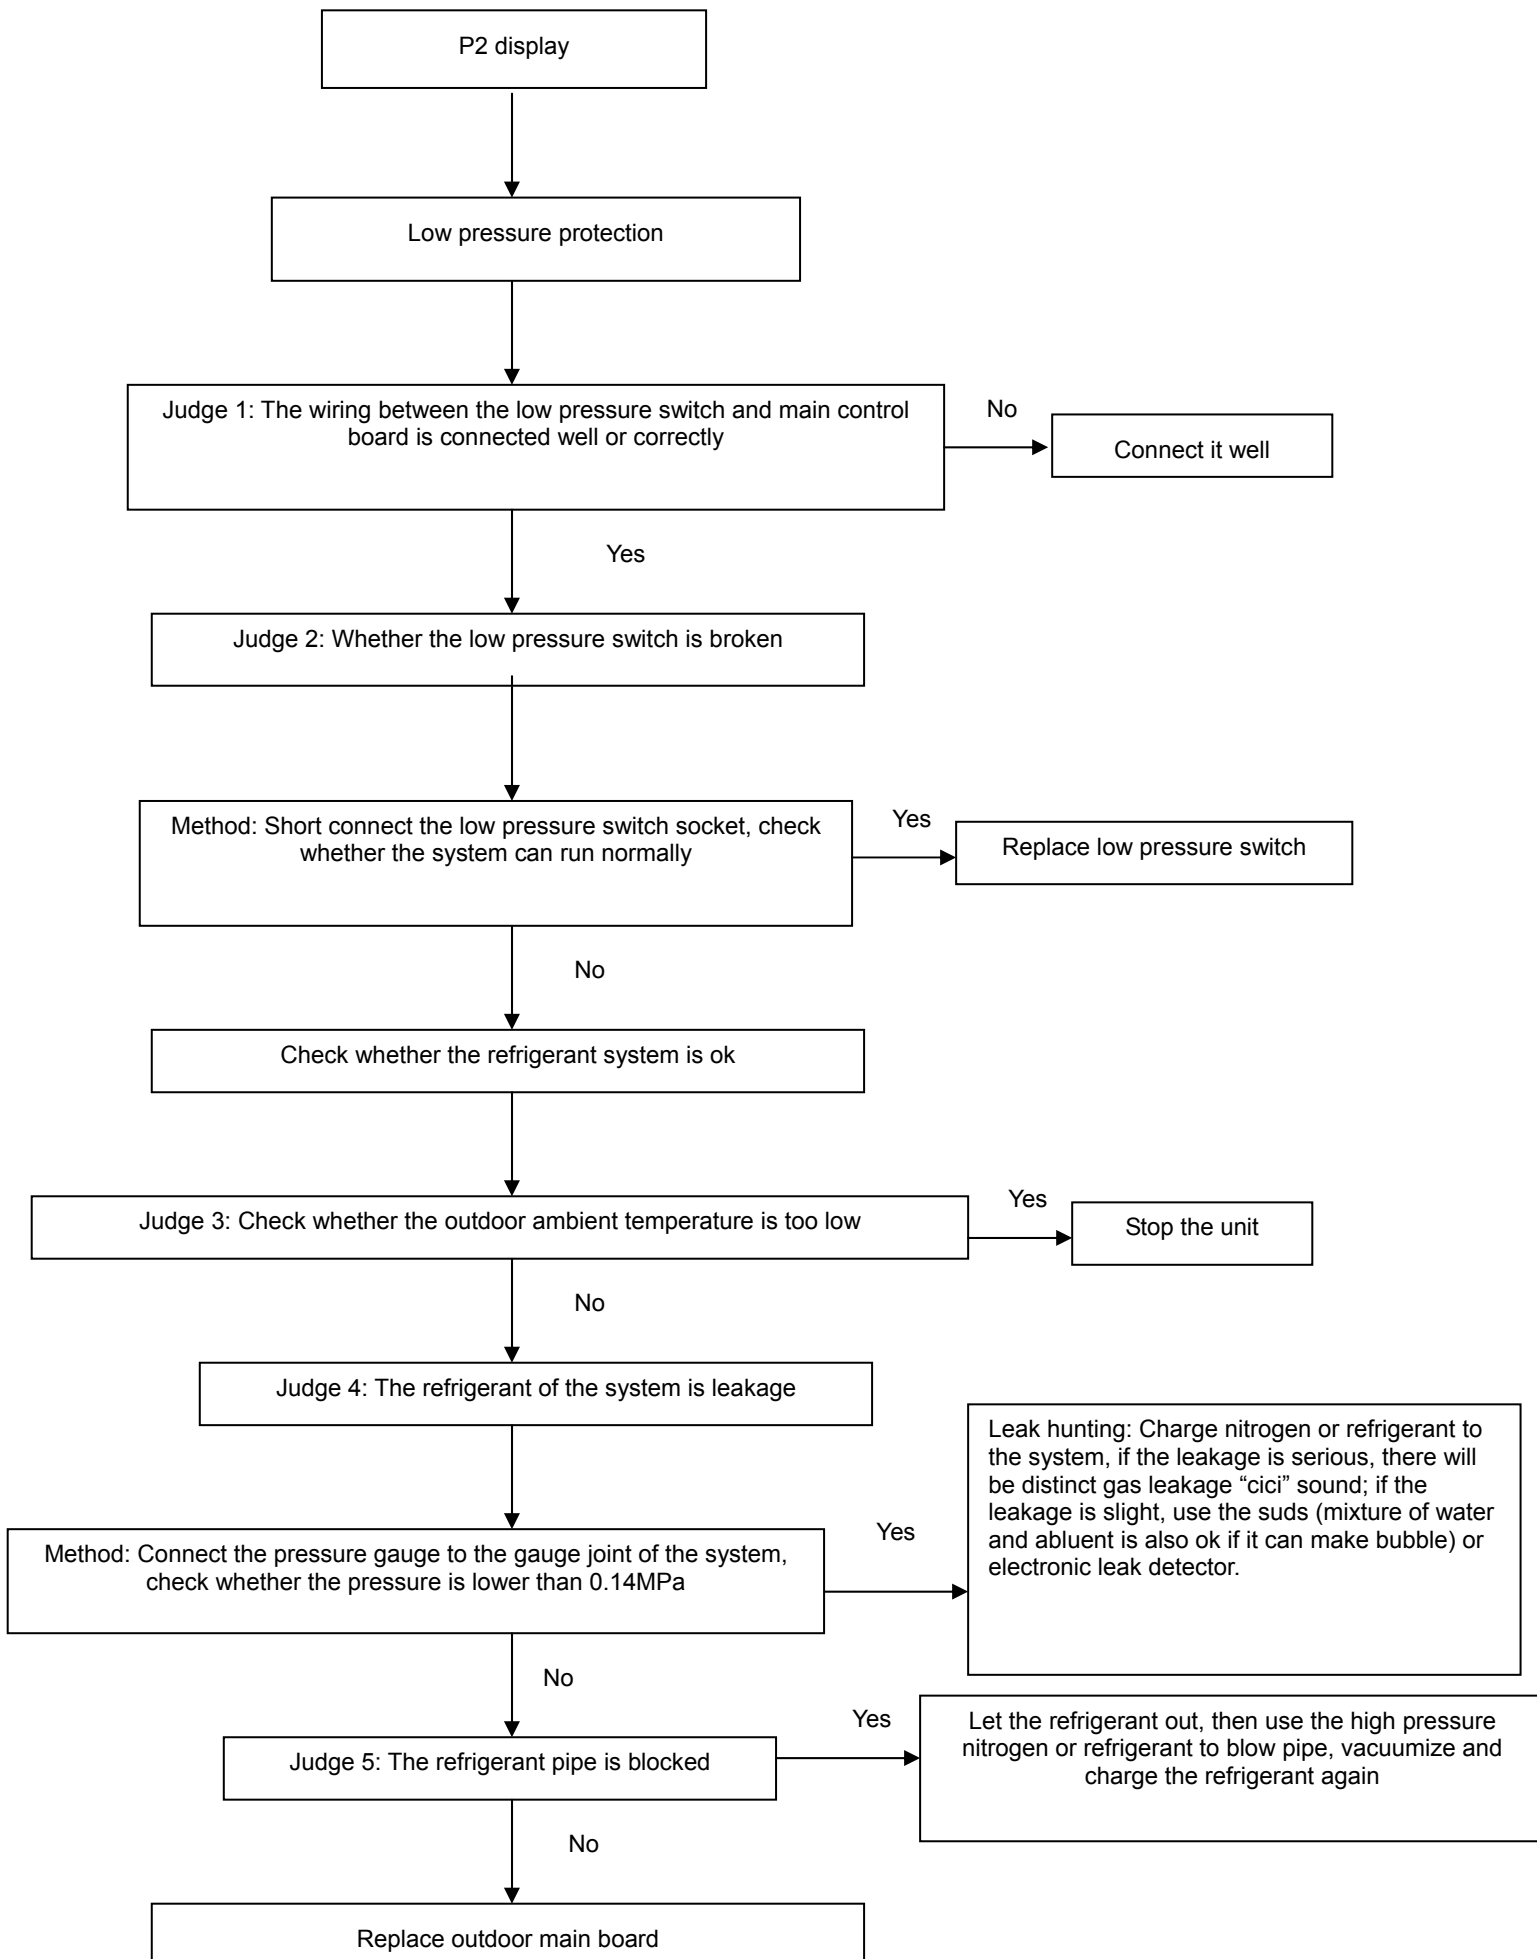 P2 display
Low pressure protection
Judge 1: The wiring between the low pressure switch and main control
board is connected well or correctly
No
Connect it well
Yes
Judge 2: Whether the low pressure switch is broken
Method: Short connect the low pressure switch socket, check
whether the system can run normally
Yes
Replace low pressure switch
No
Check whether the refrigerant system is ok
Judge 3: Check whether the outdoor ambient temperature is too low
Yes
Stop the unit
No
Judge 4: The refrigerant of the system is leakage
Method: Connect the pressure gauge to the gauge joint of the system,
check whether the pressure is lower than 0.14MPa
Yes
Leak hunting: Charge nitrogen or refrigerant to
the system, if the leakage is serious, there will
be distinct gas leakage “cici” sound; if the
leakage is slight, use the suds (mixture of water
and abluent is also ok if it can make bubble) or
electronic leak detector.
No
Judge 5: The refrigerant pipe is blocked
Yes
Let the refrigerant out, then use the high pressure
nitrogen or refrigerant to blow pipe, vacuumize and
charge the refrigerant again
No
Replace outdoor main board